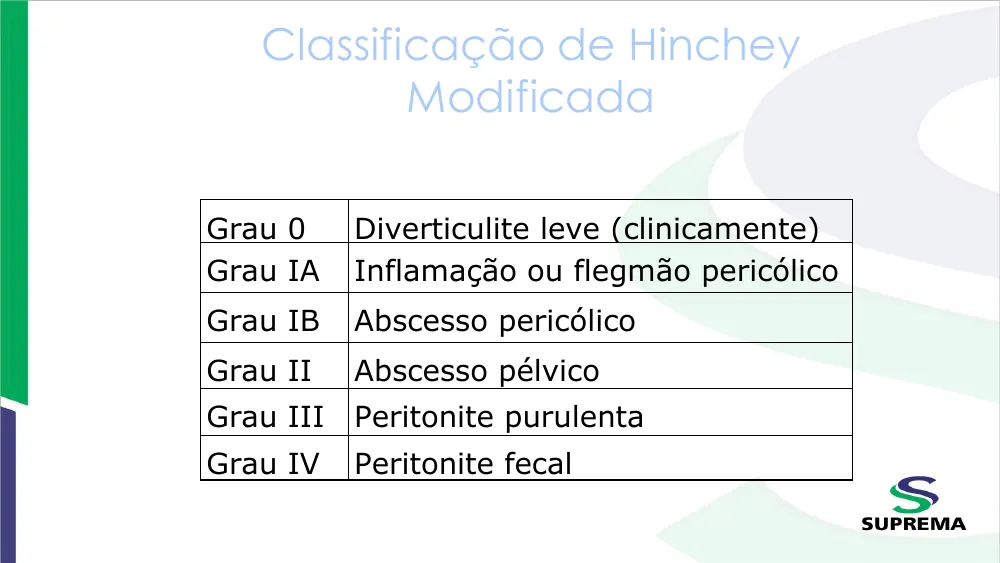 Classificação de Hinchey
Modificada
Grau 0 Diverticulite leve (clinicamente)
Grau IA Inflamação ou flegmão pericólico
Grau IB Abscesso pericólico
Grau II Abscesso pélvico
Grau III Peritonite purulenta
Grau IV Peritonite fecal
SUPREMA